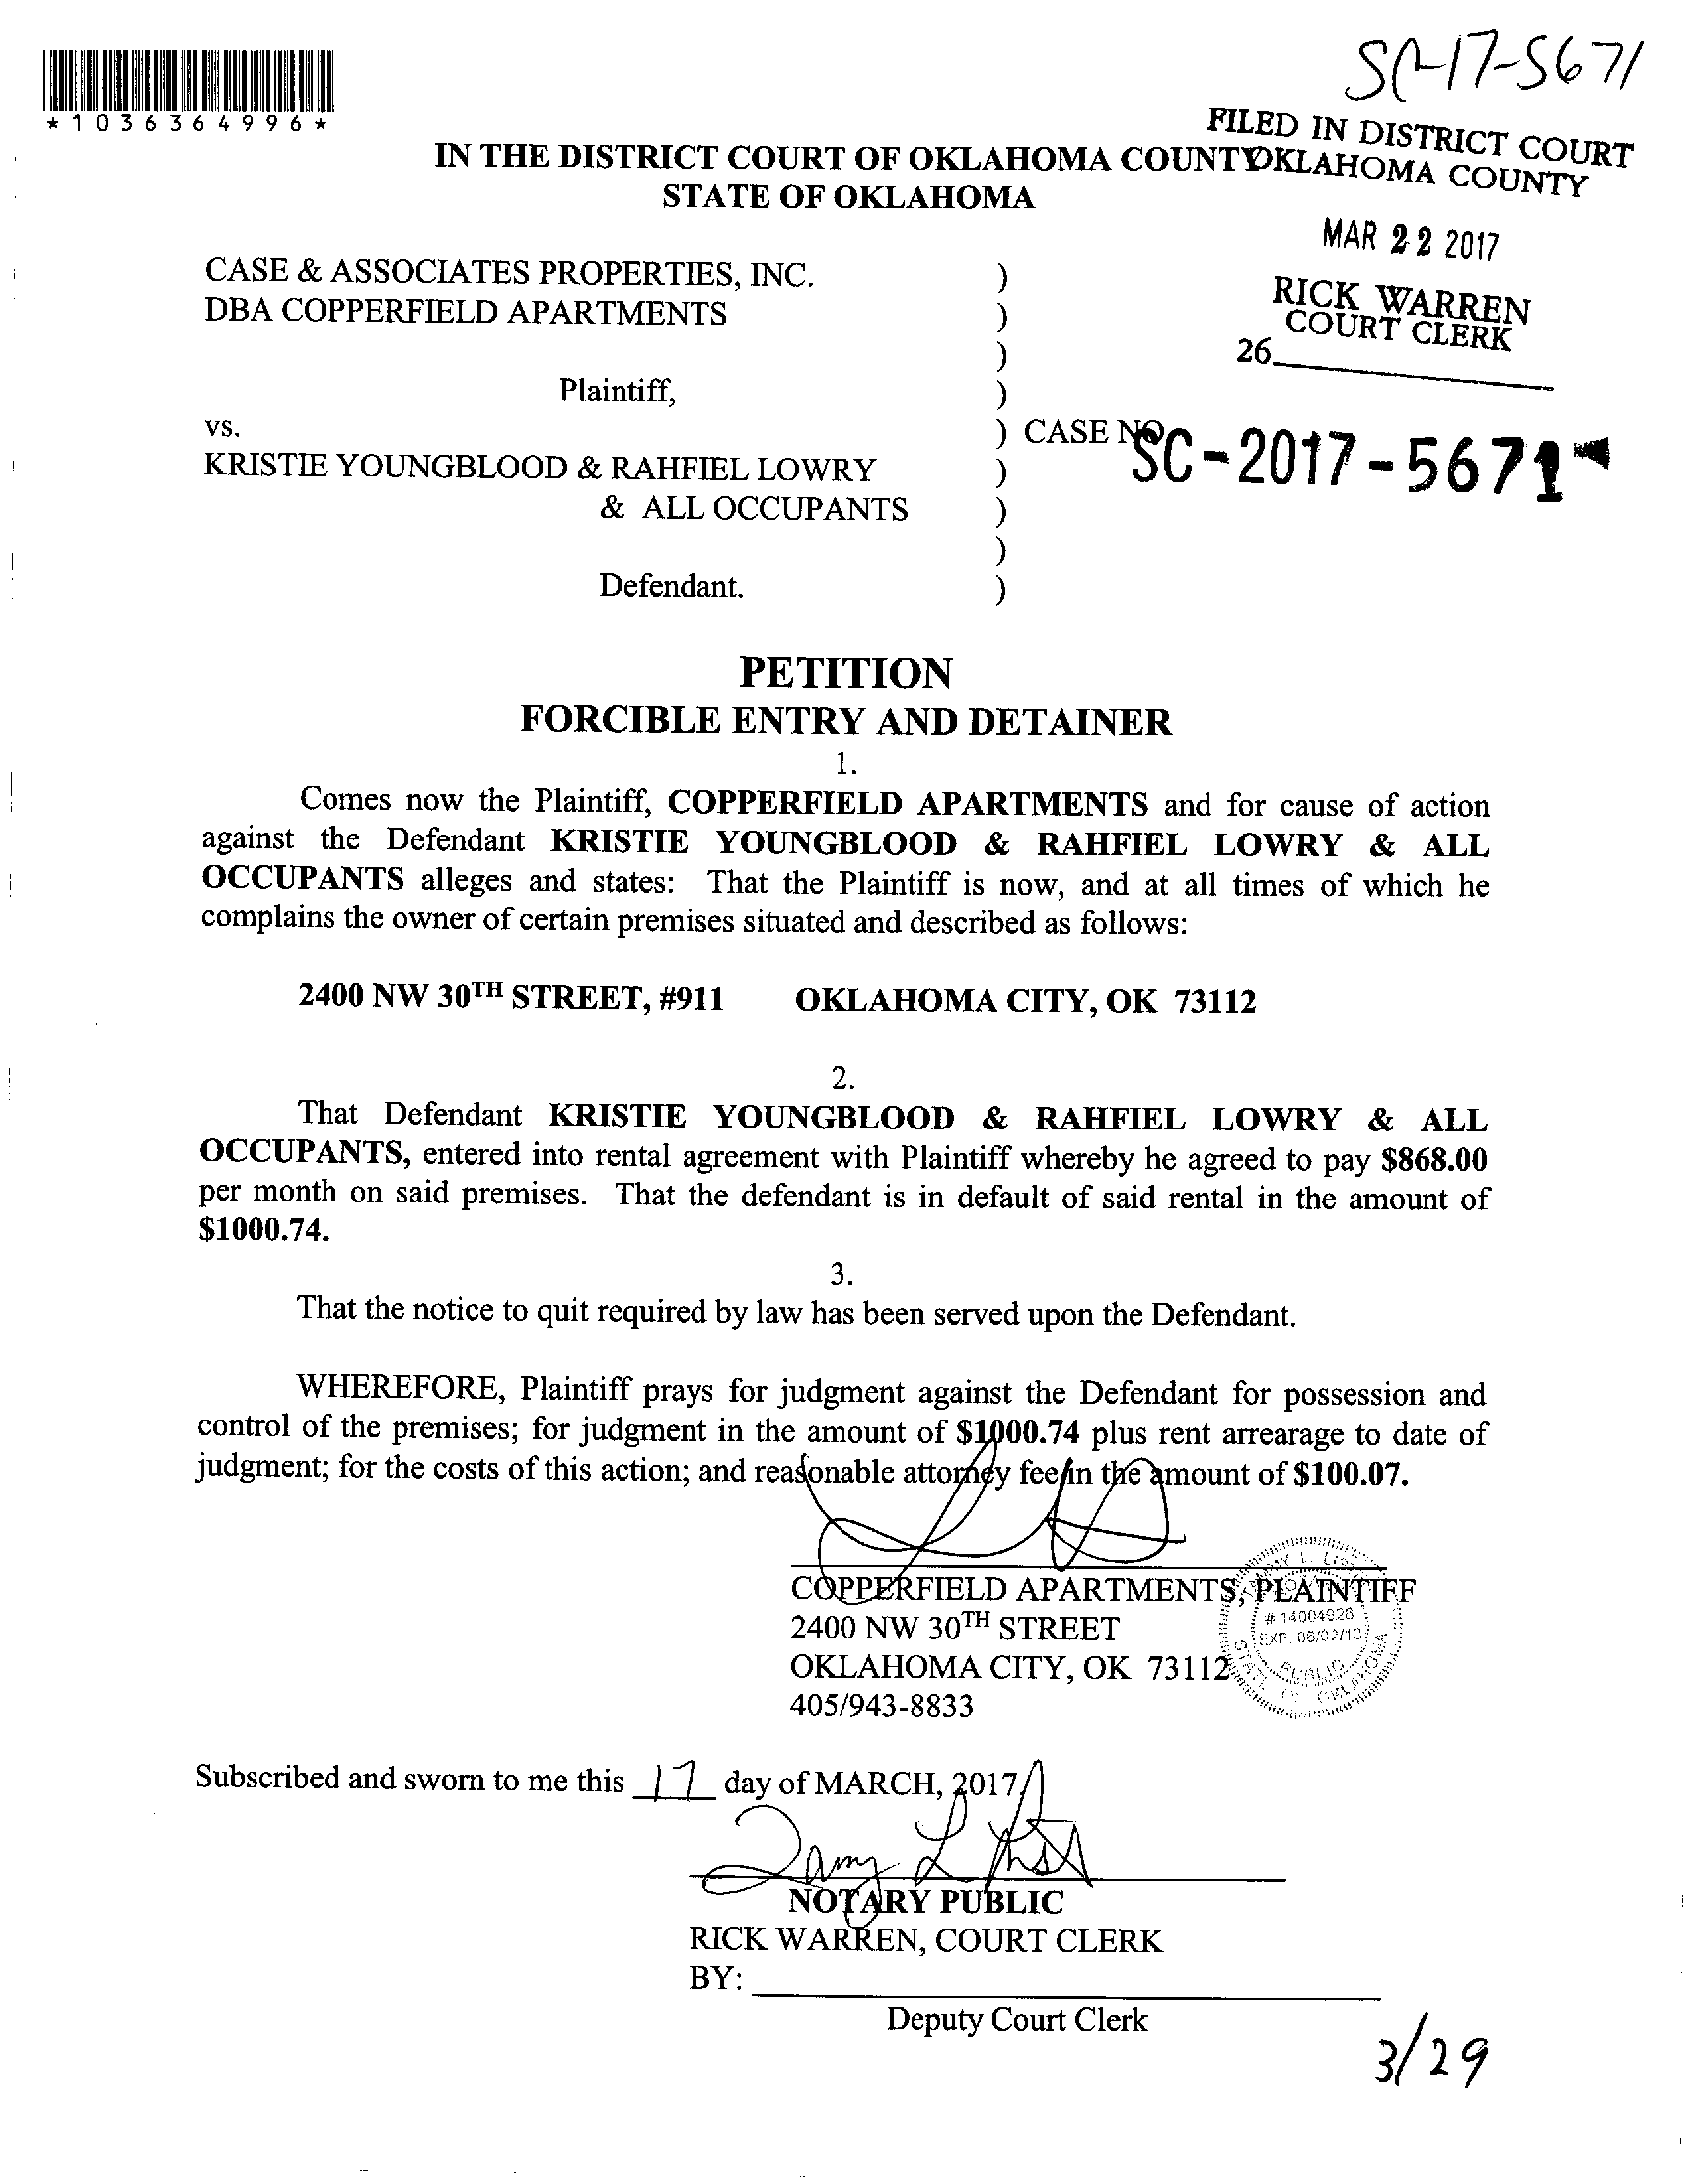 SC-17-5671
*1036364996*
FILED IN DISTRICT COURT
OKLAHOMA COUNTY
IN THE DISTRICT COURT OF OKLAHOMA COUNTY
STATE OF OKLAHOMA
MAR 22 2017
RICK WARREN
COURT CLERK
26
CASE & ASSOCIATES PROPERTIES, INC. )
DBA COPPERFIELD APARTMENTS )
)
Plaintiff, )
vs. ) CASE NO
SC-2017-5671
KRISTIE YOUNGBLOOD & RAHFIEL LOWRY )
& ALL OCCUPANTS )
)
Defendant. )
PETITION
FORCIBLE ENTRY AND DETAINER
1.
Comes now the Plaintiff, COPPERFIELD APARTMENTS and for cause of action
against the Defendant KRISTIE YOUNGBLOOD & RAHFIEL LOWRY & ALL
OCCUPANTS alleges and states: That the Plaintiff is now, and at all times of which he
complains the owner of certain premises situated and described as follows:
2400 NW 30TH STREET, #911 OKLAHOMA CITY, OK 73112
2.
That Defendant KRISTIE YOUNGBLOOD & RAHFIEL LOWRY & ALL
OCCUPANTS, entered into rental agreement with Plaintiff whereby he agreed to pay $868.00
per month on said premises. That the defendant is in default of said rental in the amount of
$1000.74.
3.
That the notice to quit required by law has been served upon the Defendant.
WHEREFORE, Plaintiff prays for judgment against the Defendant for possession and
control of the premises; for judgment in the amount of $1000.74 plus rent arrearage to date of
judgment; for the costs of this action; and reasonable attorney fee in the amount of $100.07.
COPPERFIELD APARTMENTS, PLAINTIFF
2400 NW 30TH STREET
OKLAHOMA CITY, OK 73112
405/943-8833
# 14004928
STATE OF OKLAHOMA
PUBLIC
Subscribed and sworn to me this 17 day of MARCH, 2017
NOTARY PUBLIC
RICK WARREN, COURT CLERK
BY:
Deputy Court Clerk
3/29